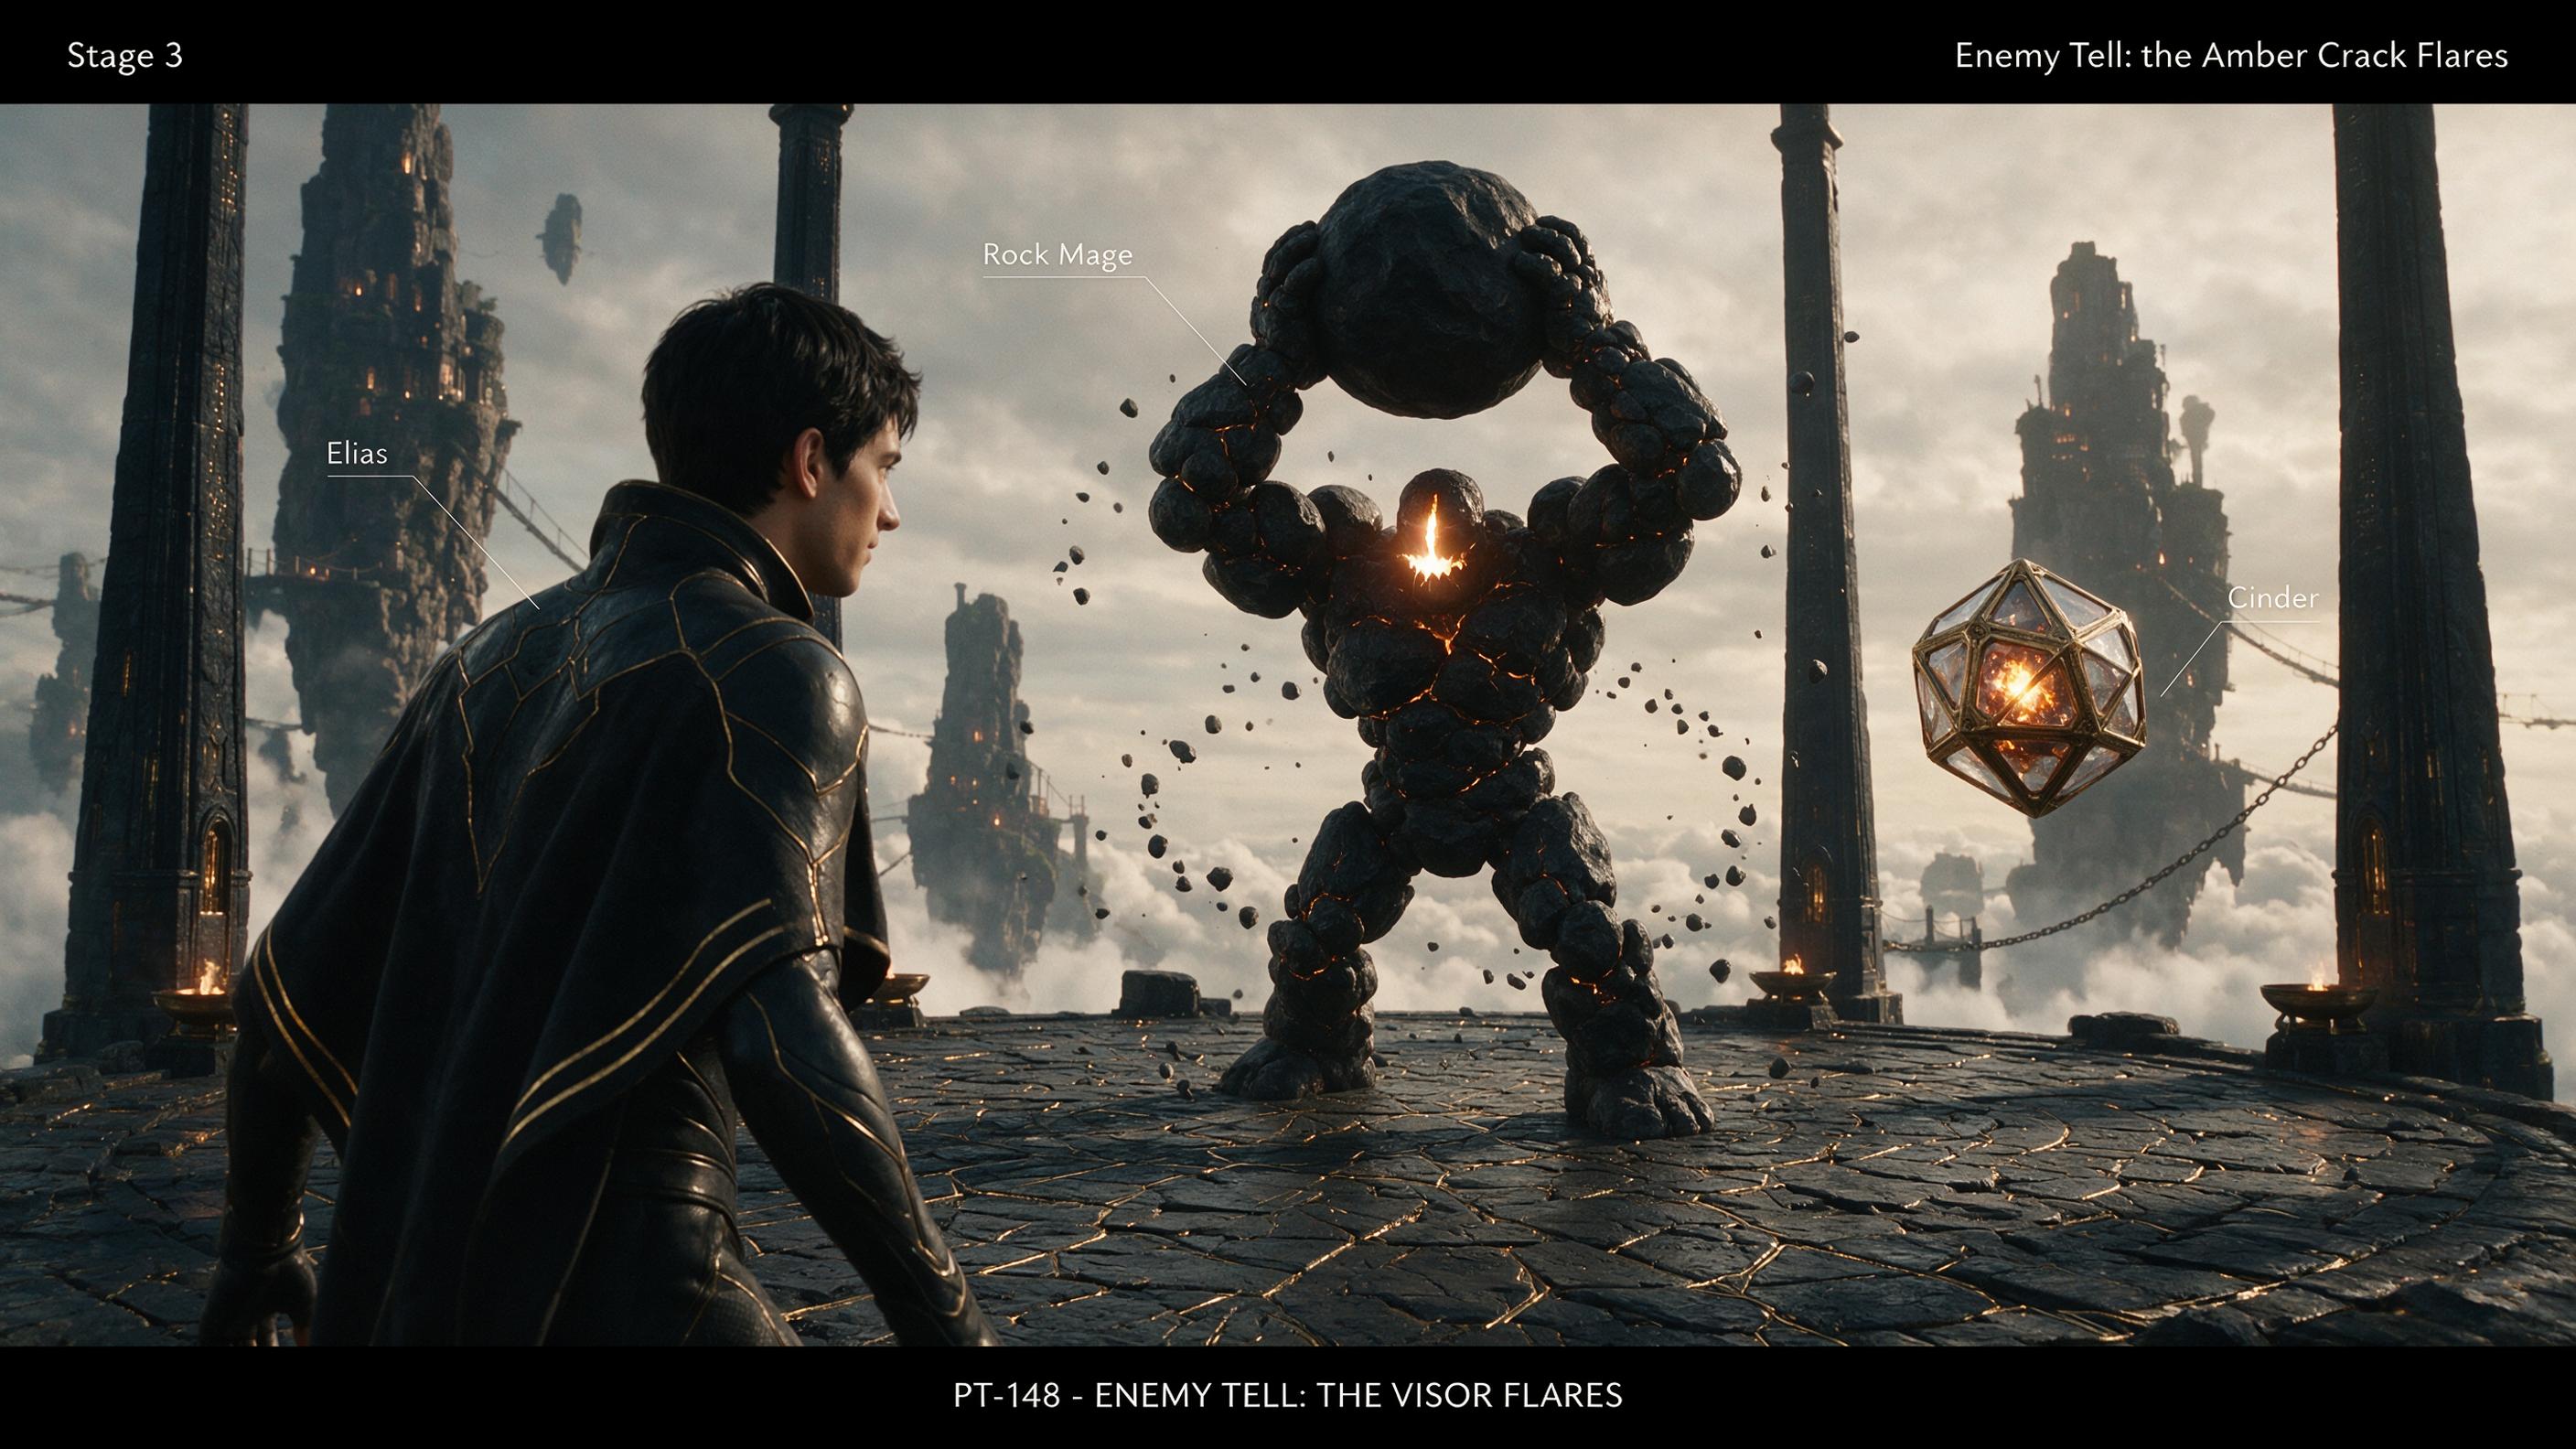 Stage 3
Enemy Tell: the Amber Crack Flares
Rock Mage
Elias
Cinder
PT-148 - ENEMY TELL: THE VISOR FLARES